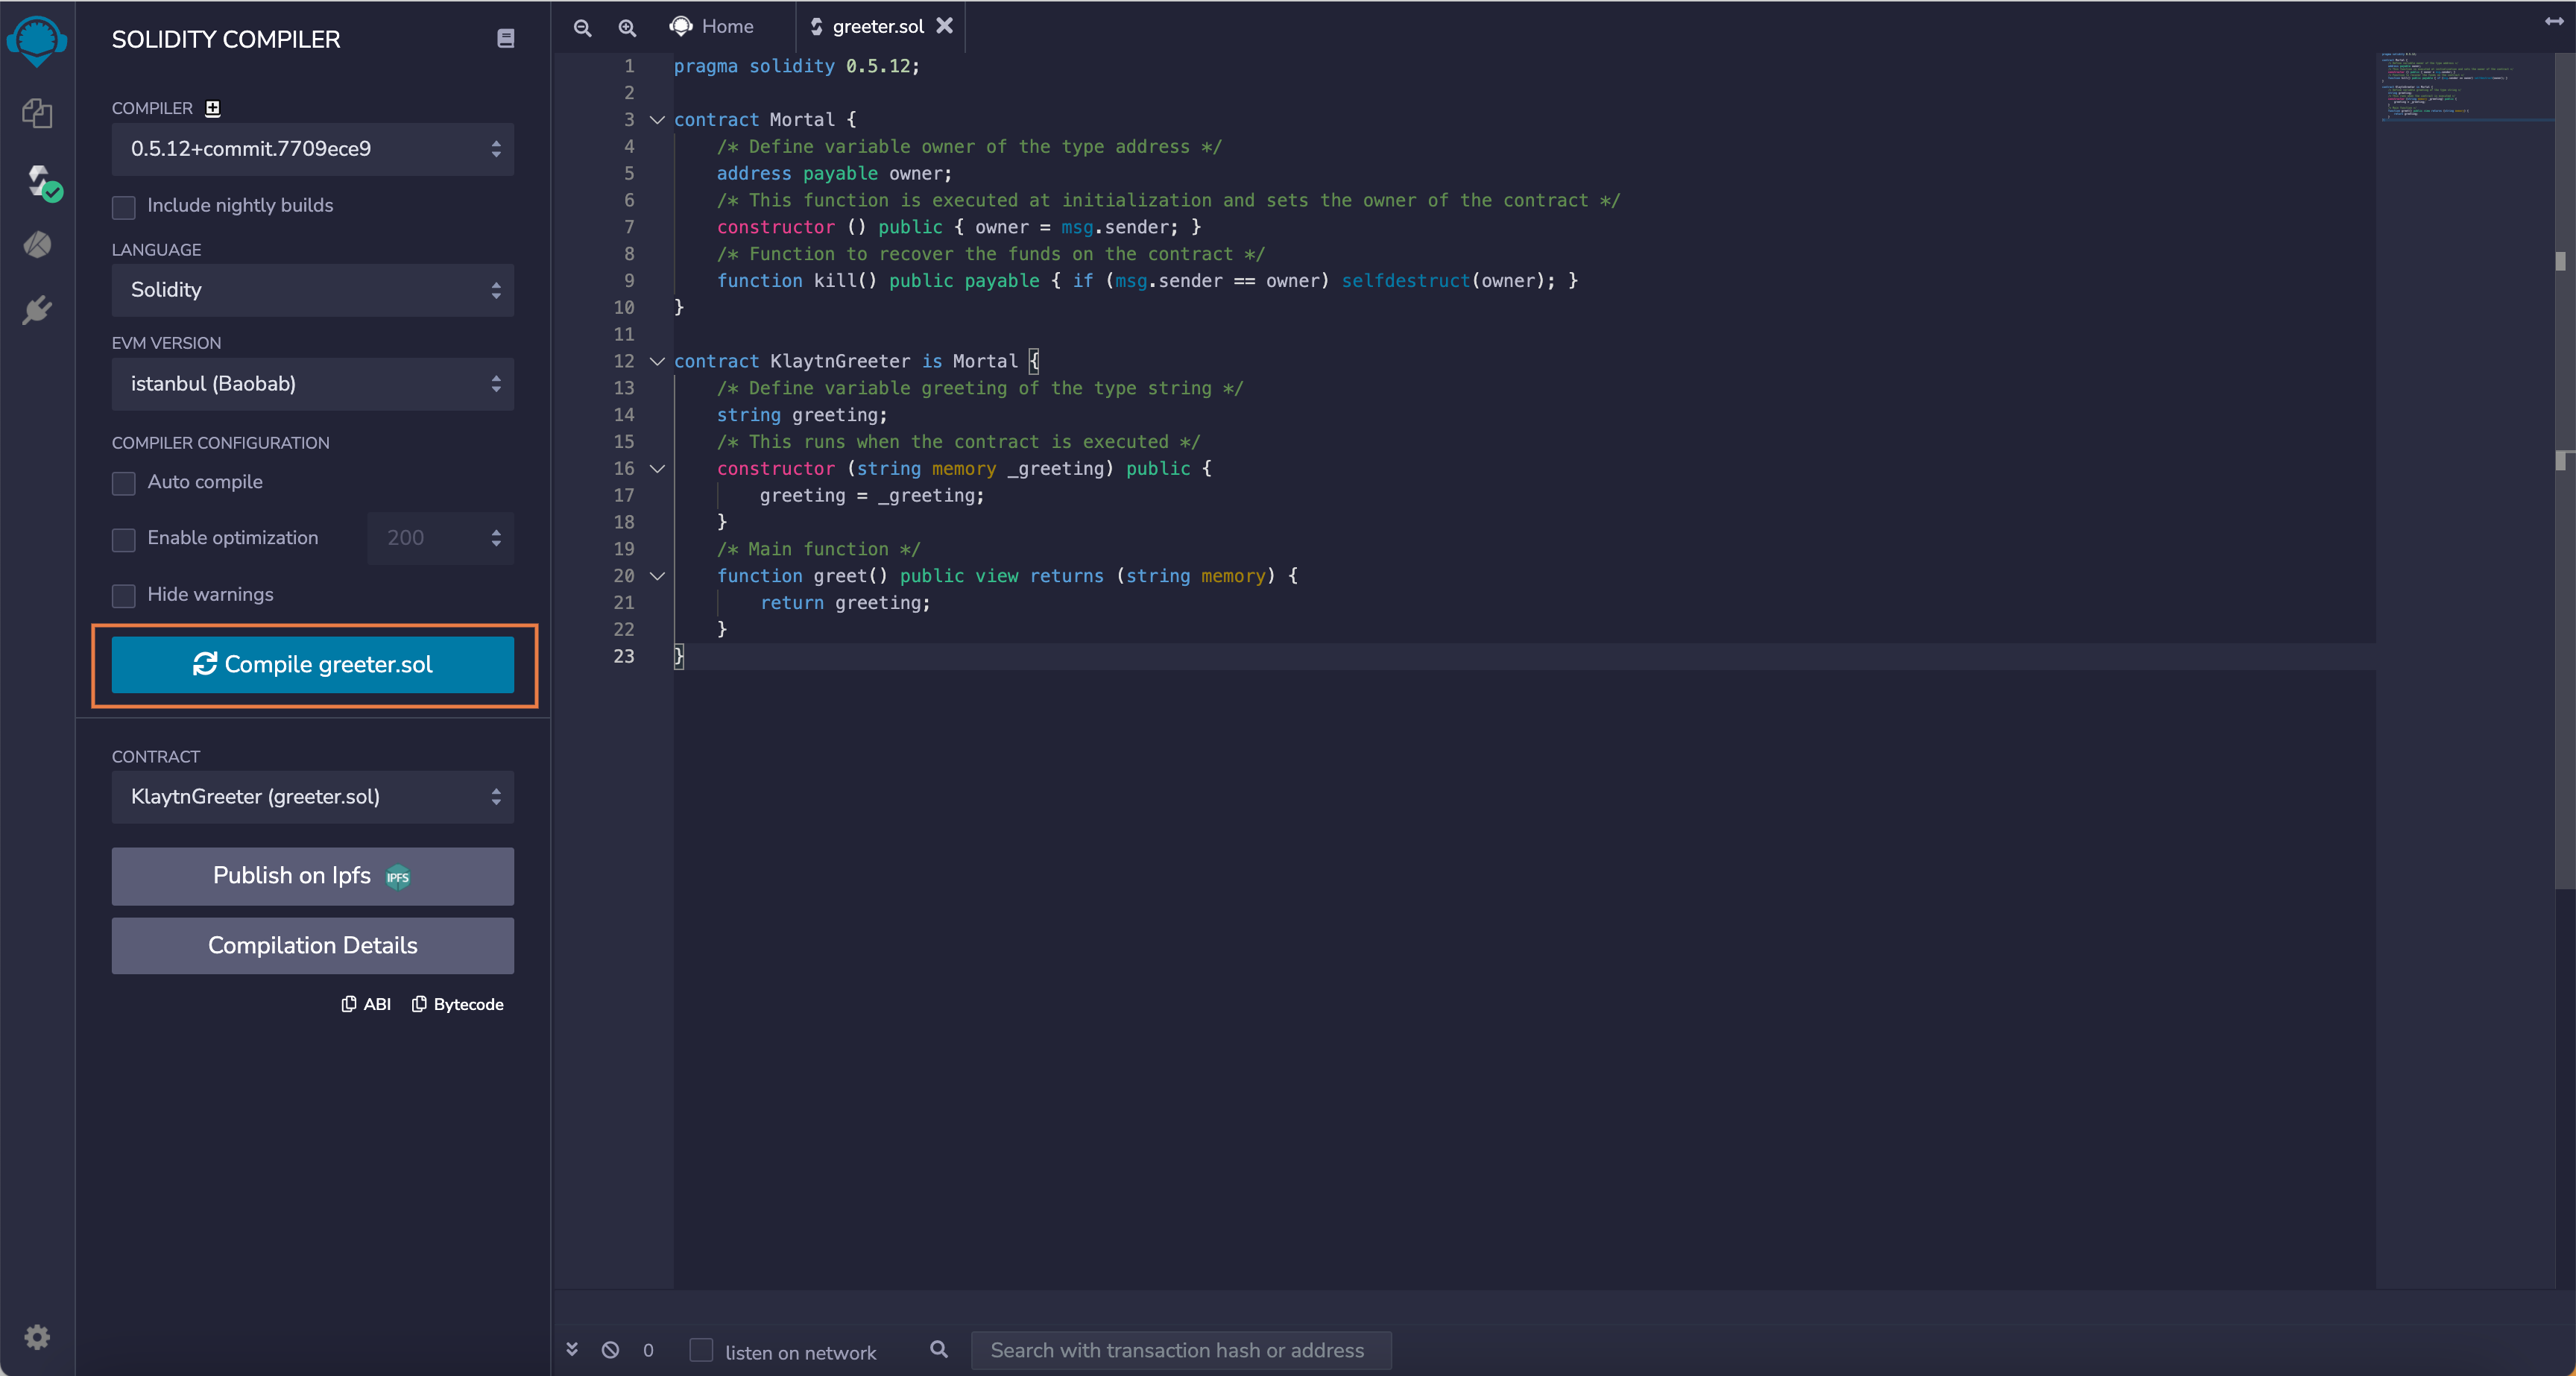 SOLIDITY COMPILER
COMPILER
0.5.12+commit.7709ece9
Include nightly builds
LANGUAGE
Solidity
EVM VERSION
istanbul (Baobab)
COMPILER CONFIGURATION
Auto compile
Enable optimization 200
Hide warnings
Compile greeter.sol
CONTRACT
KlaytnGreeter (greeter.sol)
Publish on Ipfs IPFS
Compilation Details
ABI Bytecode
Home greeter.sol
1 pragma solidity 0.5.12;
2
3 contract Mortal {
4 /* Define variable owner of the type address */
5 address payable owner;
6 /* This function is executed at initialization and sets the owner of the contract */
7 constructor () public { owner = msg.sender; }
8 /* Function to recover the funds on the contract */
9 function kill() public payable { if (msg.sender == owner) selfdestruct(owner); }
10 }
11
12 contract KlaytnGreeter is Mortal {
13 /* Define variable greeting of the type string */
14 string greeting;
15 /* This runs when the contract is executed */
16 constructor (string memory _greeting) public {
17 greeting = _greeting;
18 }
19 /* Main function */
20 function greet() public view returns (string memory) {
21 return greeting;
22 }
23 }
0 listen on network Search with transaction hash or address